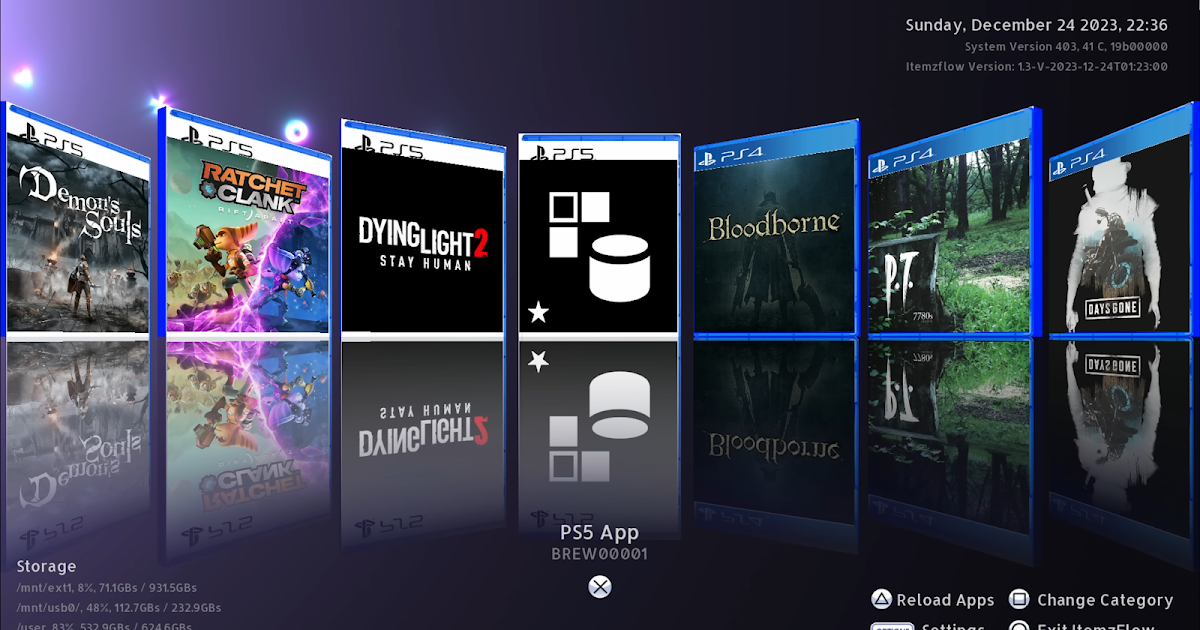 Sunday, December 24 2023, 22:36
System Version 403, 41 C, 19b00000
Itemzflow Version: 1.3-V-2023-12-24T01:23:00
PS5
Demon's
Souls
PS5
RATCHET
CLANK
RIFT APART
PS5
DYING LIGHT 2
STAY HUMAN
PS5
PS4
Bloodborne
PS4
P.T.
7780s
PS4
DAYS GONE
PS5 App
BREW00001
Storage
/mnt/ext1, 8%, 71.1GBs / 931.5GBs
/mnt/usb0/, 48%, 112.7GBs / 232.9GBs
/user, 83%, 532.9GBs / 624.6GBs
Reload Apps
Change Category
OPTIONS Settings
Exit ItemzFlow